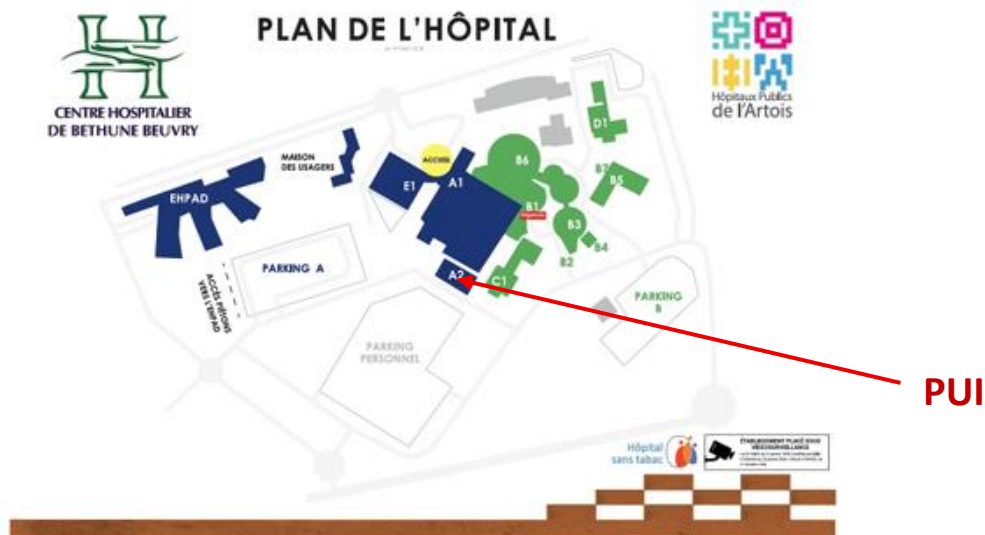 PLAN DE L'HÔPITAL
CENTRE HOSPITALIER
DE BETHUNE BEUVRY
Hôpitaux Publics
de l'Artois
MAISON
DES USAGERS
ACCUEIL
E1
A1
B6
D1
B7
B5
B1
B3
B4
B2
EHPAD
A2
C1
PARKING A
ACCÈS PIÉTONS
VERS L'EHPAD
PARKING
B
PARKING
PERSONNEL
PUI
Hôpital
sans tabac
ÉTABLISSEMENT PLACÉ SOUS
VIDÉOSURVEILLANCE